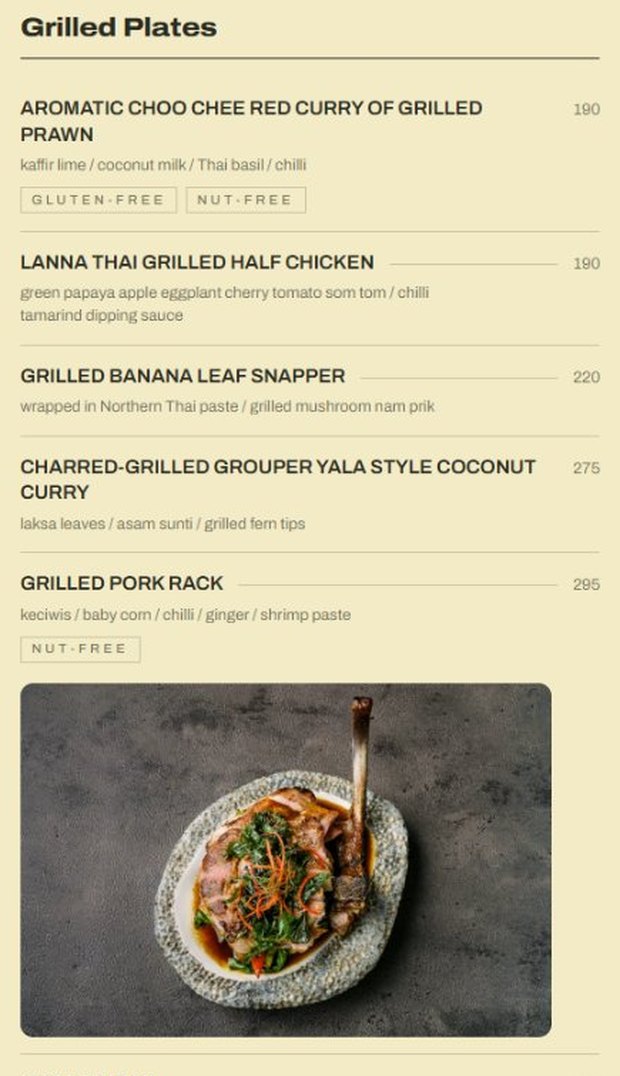 Grilled Plates
AROMATIC CHOO CHEE RED CURRY OF GRILLED 190
PRAWN
kaffir lime / coconut milk / Thai basil / chilli
GLUTEN-FREE NUT-FREE
LANNA THAI GRILLED HALF CHICKEN 190
green papaya apple eggplant cherry tomato som tom / chilli
tamarind dipping sauce
GRILLED BANANA LEAF SNAPPER 220
wrapped in Northern Thai paste / grilled mushroom nam prik
CHARRED-GRILLED GROUPER YALA STYLE COCONUT 275
CURRY
laksa leaves / asam sunti / grilled fern tips
GRILLED PORK RACK 295
keciwis / baby corn / chilli / ginger / shrimp paste
NUT-FREE